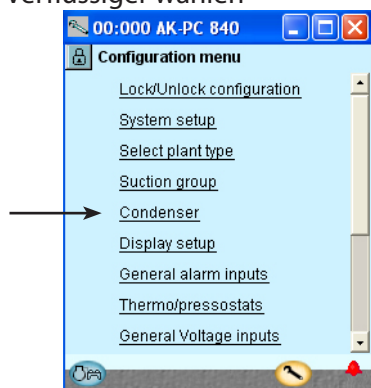 Verflüssiger wählen
00:000 AK-PC 840
Configuration menu
Lock/Unlock configuration
System setup
Select plant type
Suction group
Condenser
Display setup
General alarm inputs
Thermo/pressostats
General Voltage inputs